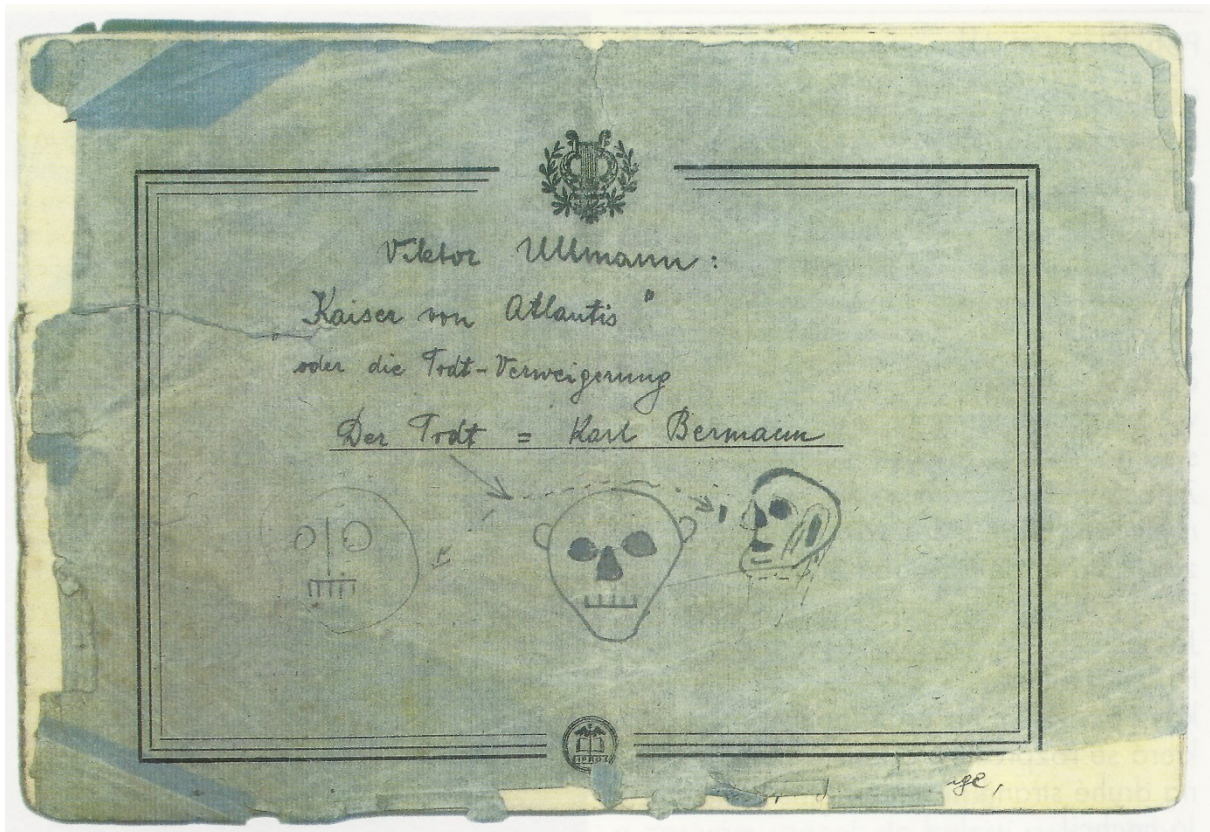 Viktor Ullmann:
Kaiser von Atlantis"
oder die Todt-Verweigerung
Der Todt = Karl Bermann